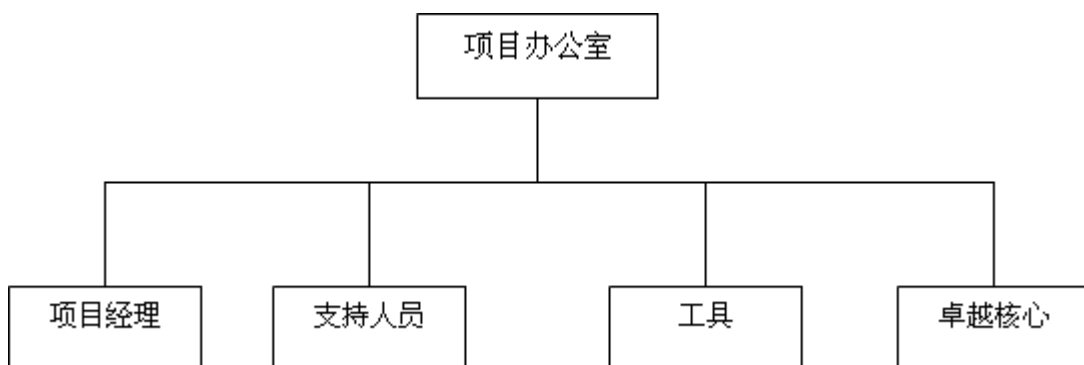 项目办公室
项目经理
支持人员
工具
卓越核心